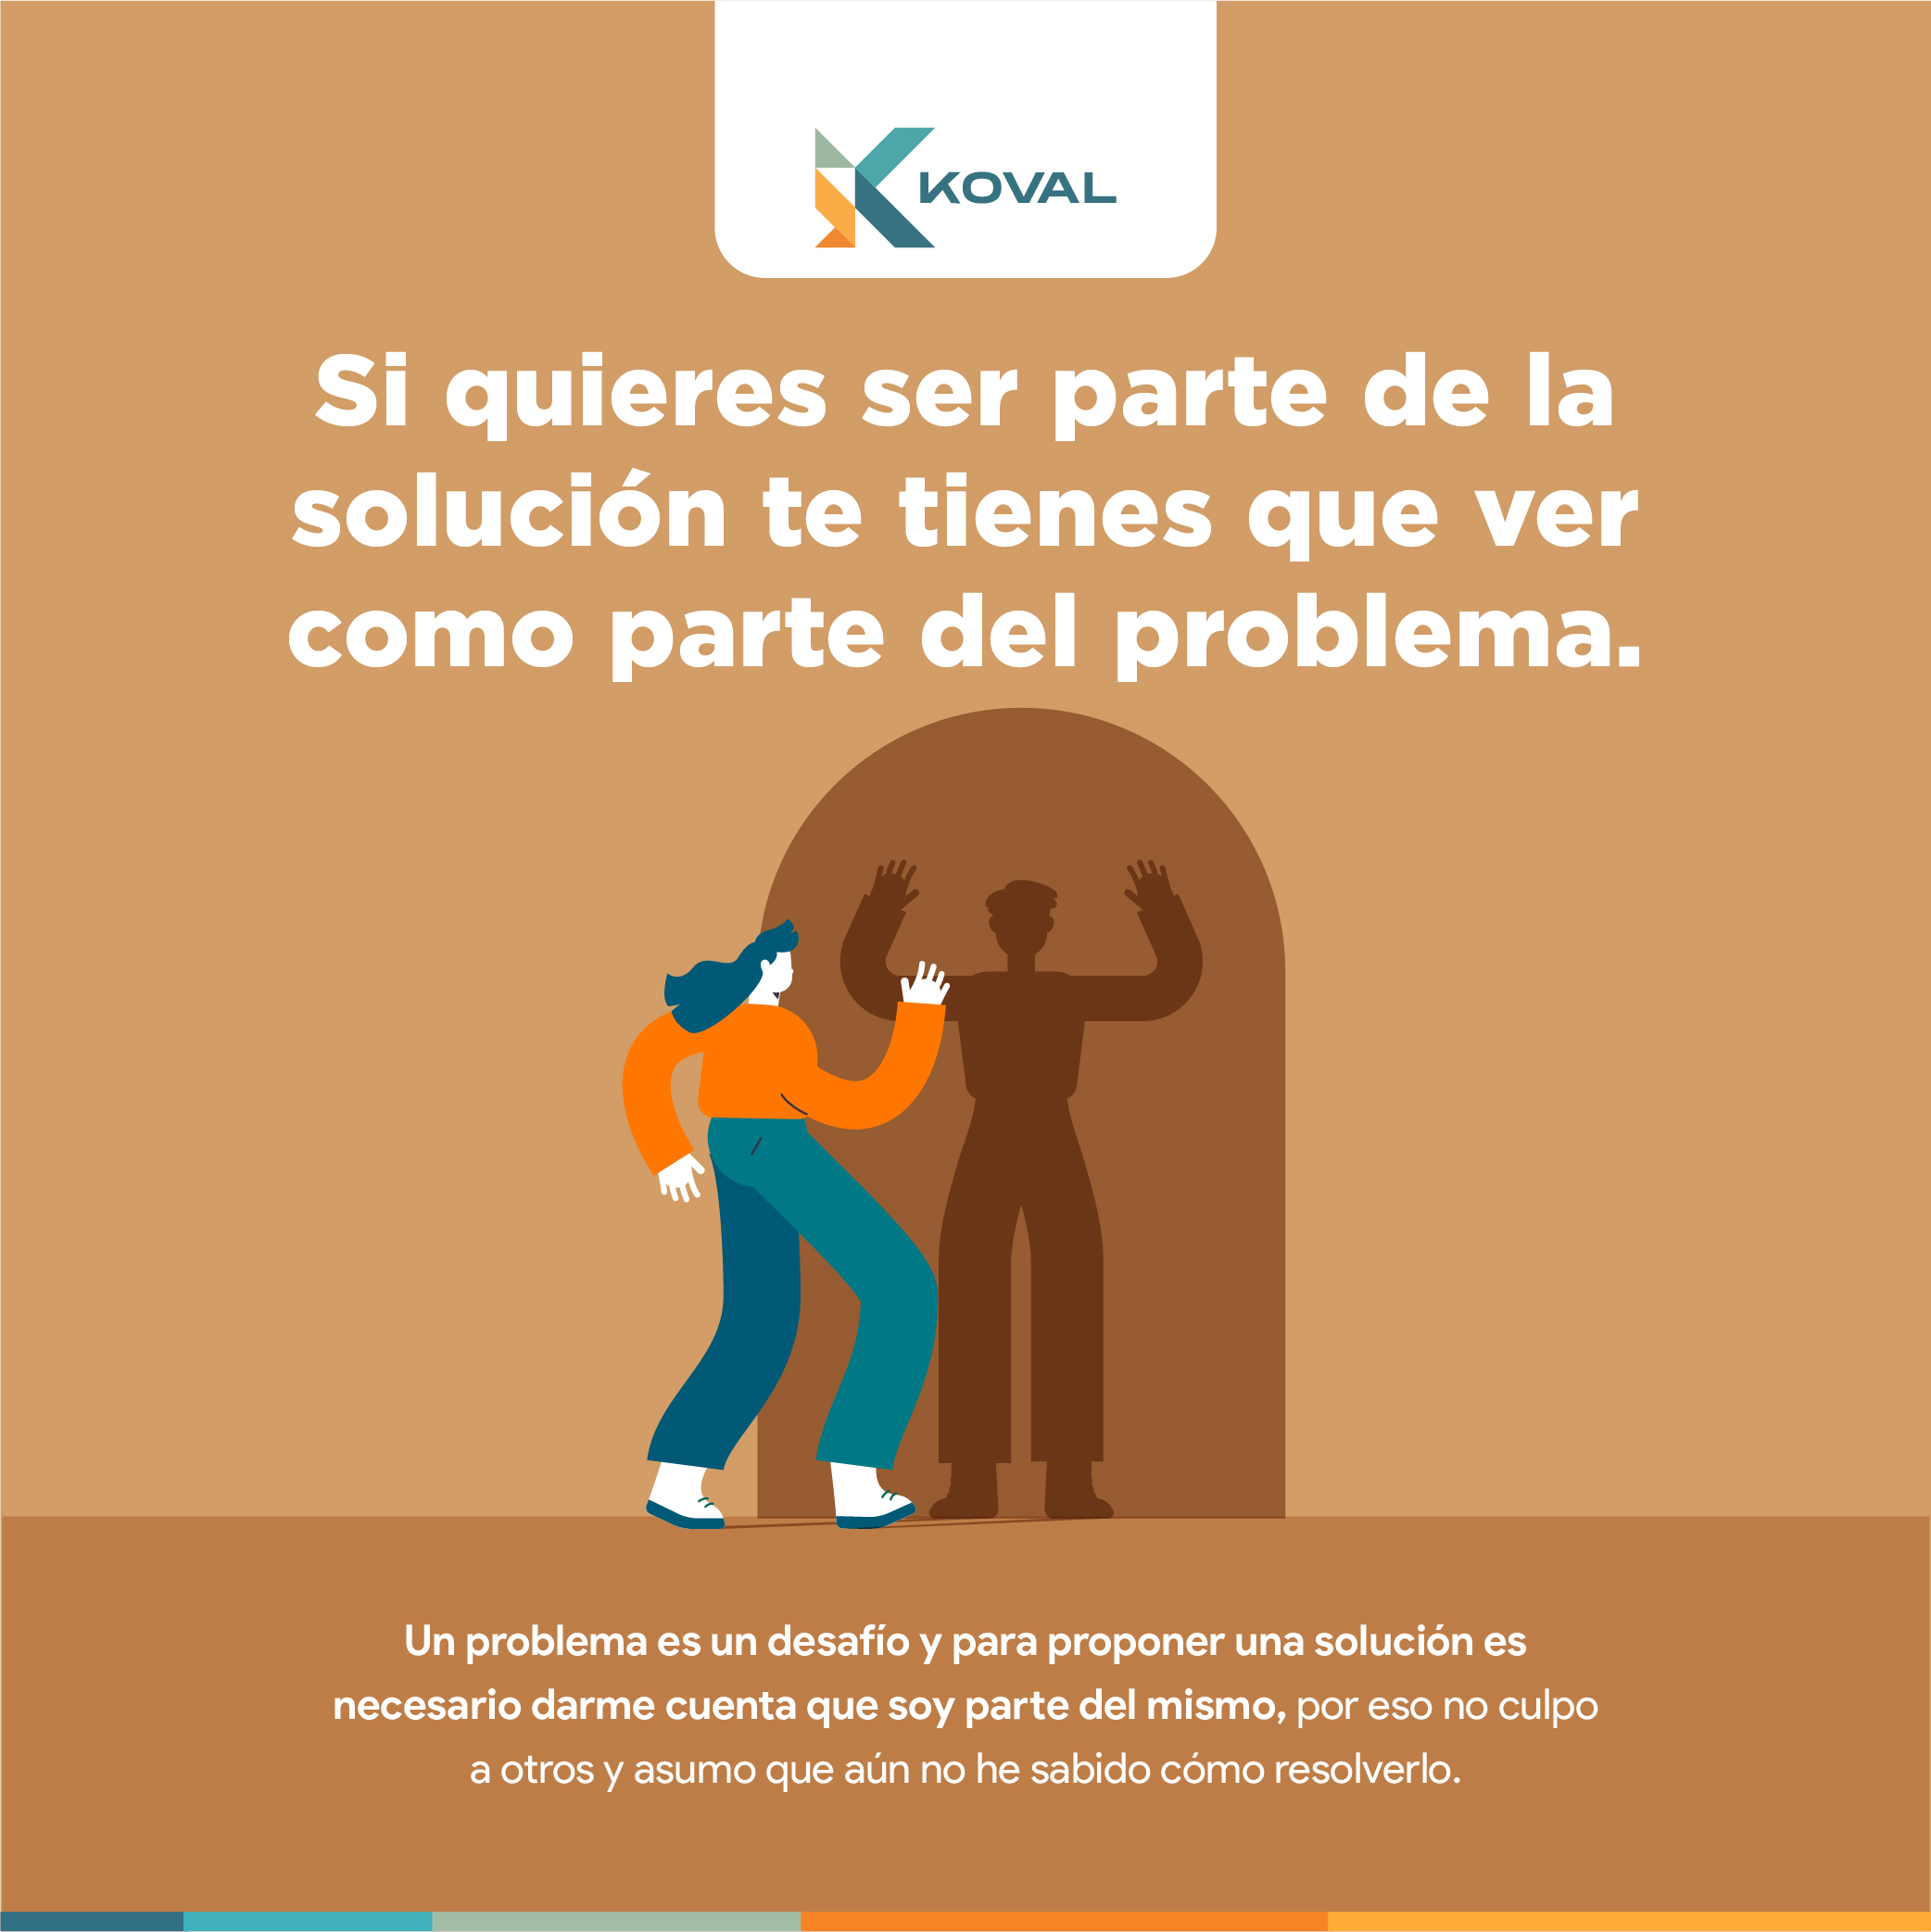 KOVAL
Si quieres ser parte de la
solución te tienes que ver
como parte del problema.
Un problema es un desafío y para proponer una solución es
necesario darme cuenta que soy parte del mismo, por eso no culpo
a otros y asumo que aún no he sabido cómo resolverlo.